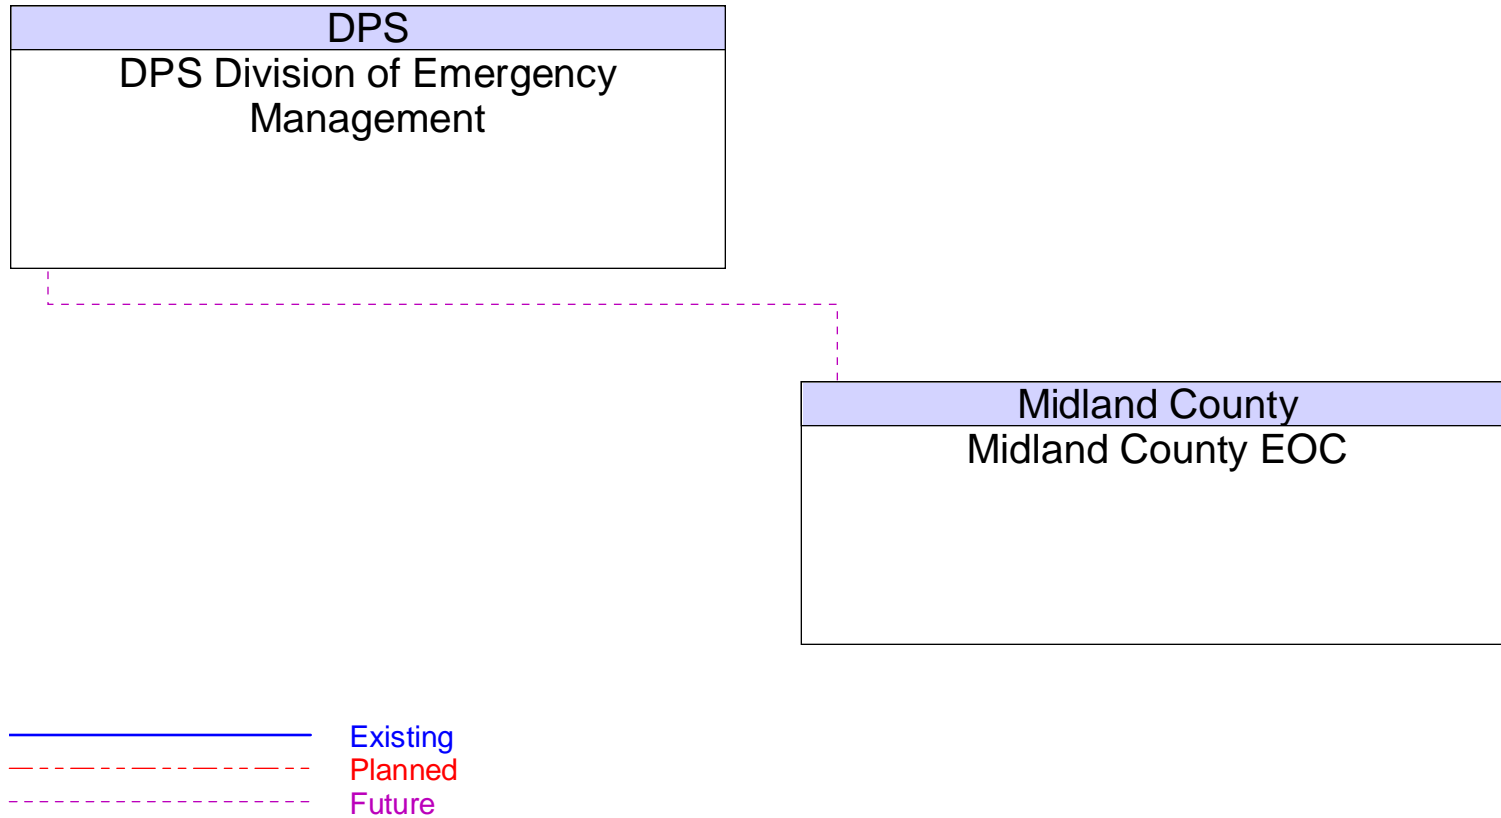 DPS
DPS Division of Emergency
Management
Midland County
Midland County EOC
Existing
Planned
Future